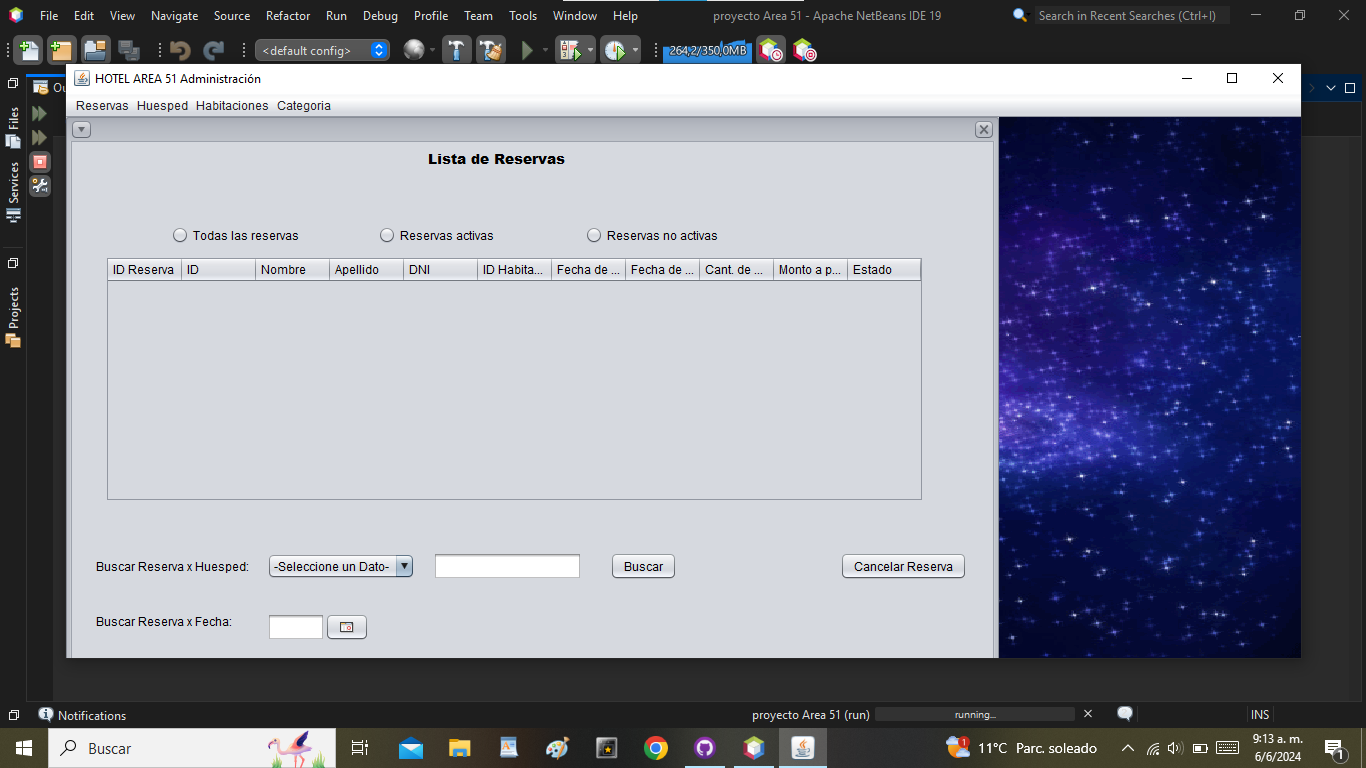 File Edit View Navigate Source Refactor Run Debug Profile Team Tools Window Help proyecto Area 51 - Apache NetBeans IDE 19 Search in Recent Searches (Ctrl+I)
<default config> 264,2/350,0MB
HOTEL AREA 51 Administración
Ou
Reservas Huesped Habitaciones Categoria
Files
Services
Projects
Lista de Reservas
Todas las reservas Reservas activas Reservas no activas
ID Reserva ID Nombre Apellido DNI ID Habita... Fecha de ... Fecha de ... Cant. de ... Monto a p... Estado
Buscar Reserva x Huesped: -Seleccione un Dato- Buscar Cancelar Reserva
Buscar Reserva x Fecha:
Notifications proyecto Area 51 (run) running... INS
Buscar 11°C Parc. soleado 9:13 a. m.
6/6/2024